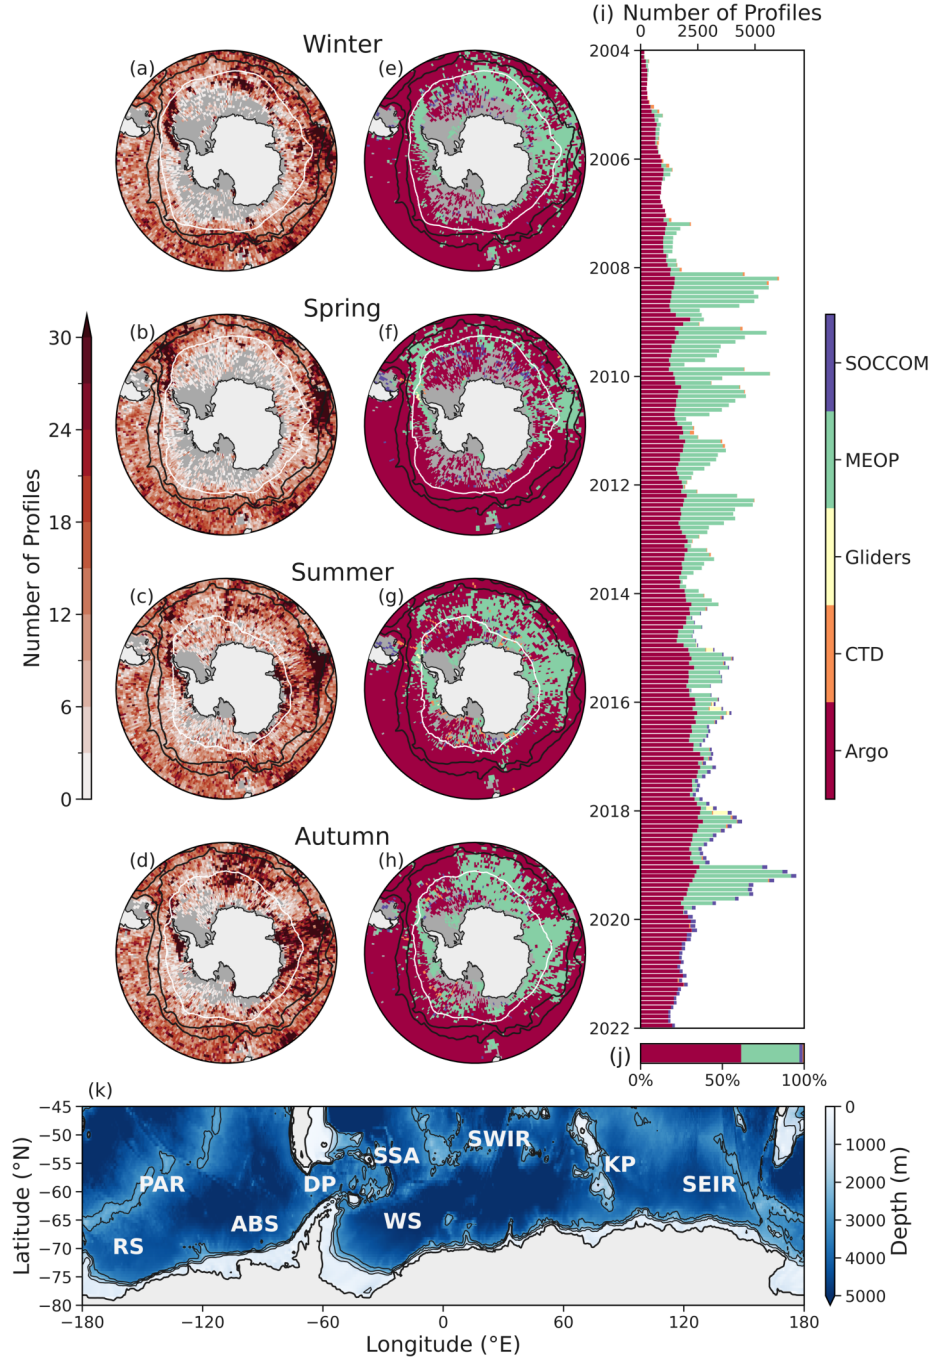 (i) Number of Profiles
0 2500 5000
Winter
(a) (e)
2004
2006
2008
2010
2012
2014
2016
2018
2020
2022
Spring
(b) (f)
30
24
18
12
6
0
Number of Profiles
SOCCOM
MEOP
Gliders
CTD
Argo
Summer
(c) (g)
Autumn
(d) (h)
(j)
0% 50% 100%
(k)
−45
−50
−55
−60
−65
−70
−75
−80
Latitude (°N)
PAR
RS
ABS
DP
SSA
WS
SWIR
KP
SEIR
0
1000
2000
3000
4000
5000
Depth (m)
−180 −120 −60 0 60 120 180
Longitude (°E)